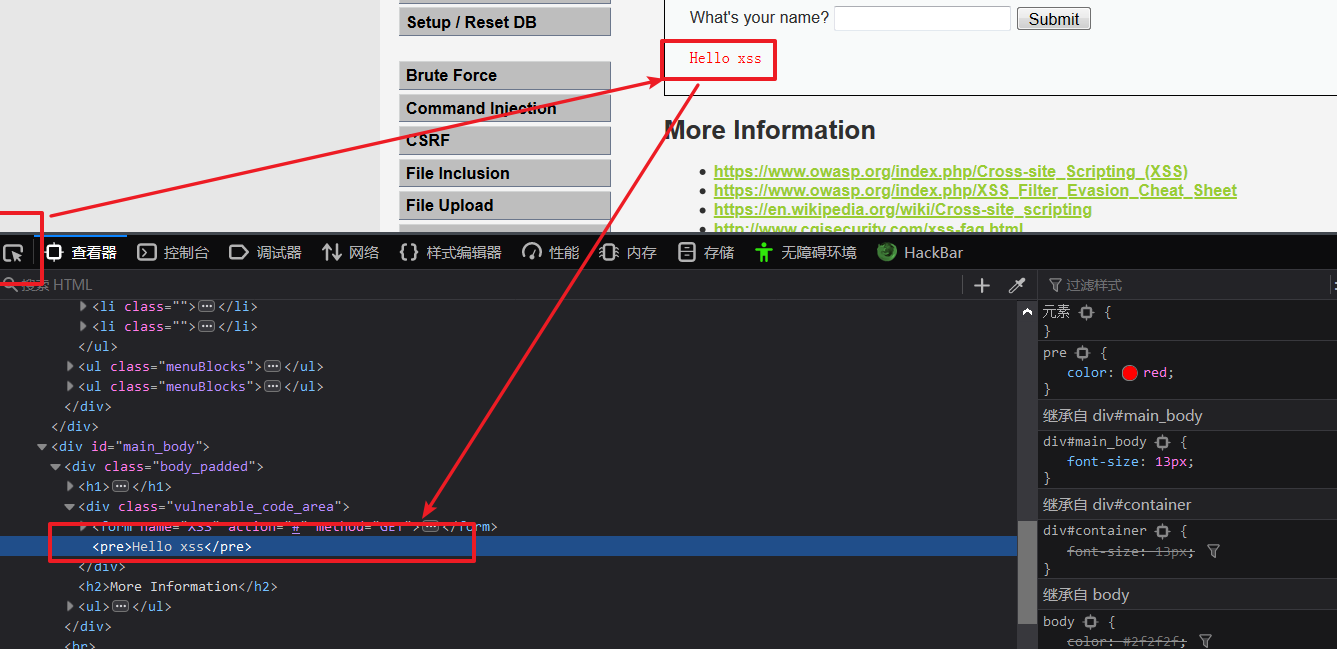 Setup / Reset DB
Brute Force
Command Injection
CSRF
File Inclusion
File Upload
What's your name?
Submit
Hello xss
More Information
https://www.owasp.org/index.php/Cross-site_Scripting_(XSS)
https://www.owasp.org/index.php/XSS_Filter_Evasion_Cheat_Sheet
https://en.wikipedia.org/wiki/Cross-site_scripting
http://www.cgisecurity.com/xss-faq.html
查看器 控制台 调试器 网络 {} 样式编辑器 性能 内存 存储 无障碍环境 HackBar
搜索 HTML
<li class="">…</li>
<li class="">…</li>
</ul>
<ul class="menuBlocks">…</ul>
<ul class="menuBlocks">…</ul>
</div>
</div>
<div id="main_body">
<div class="body_padded">
<h1>…</h1>
<div class="vulnerable_code_area">
<form name="XSS" action="#" method="GET">…</form>
<pre>Hello xss</pre>
</div>
<h2>More Information</h2>
<ul>…</ul>
</div>
<br>
过滤样式
元素 {
}
pre {
color: red;
}
继承自 div#main_body
div#main_body {
font-size: 13px;
}
继承自 div#container
div#container {
font-size: 13px;
}
继承自 body
body {
color: #2f2f2f;